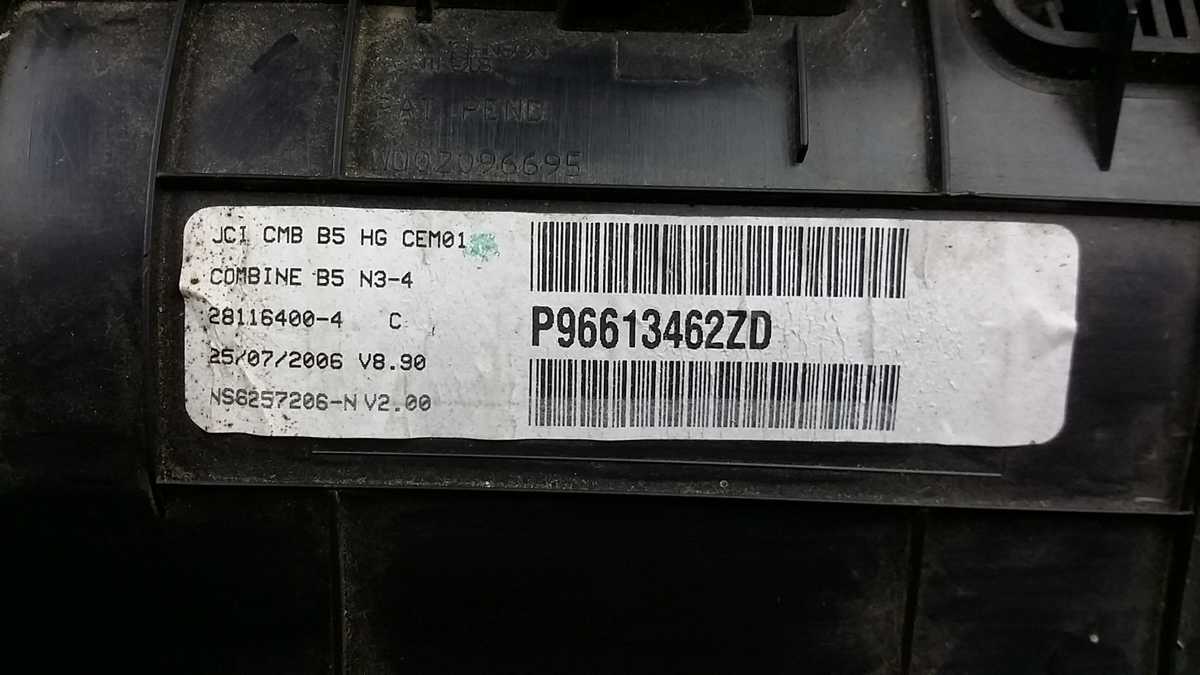 PAT PEND
JCI CMB B5 HG CEM01
COMBINE B5 N3-4
28116400-4 C
25/07/2006 V8.90
NS6257206-N V2.00
P96613462ZD